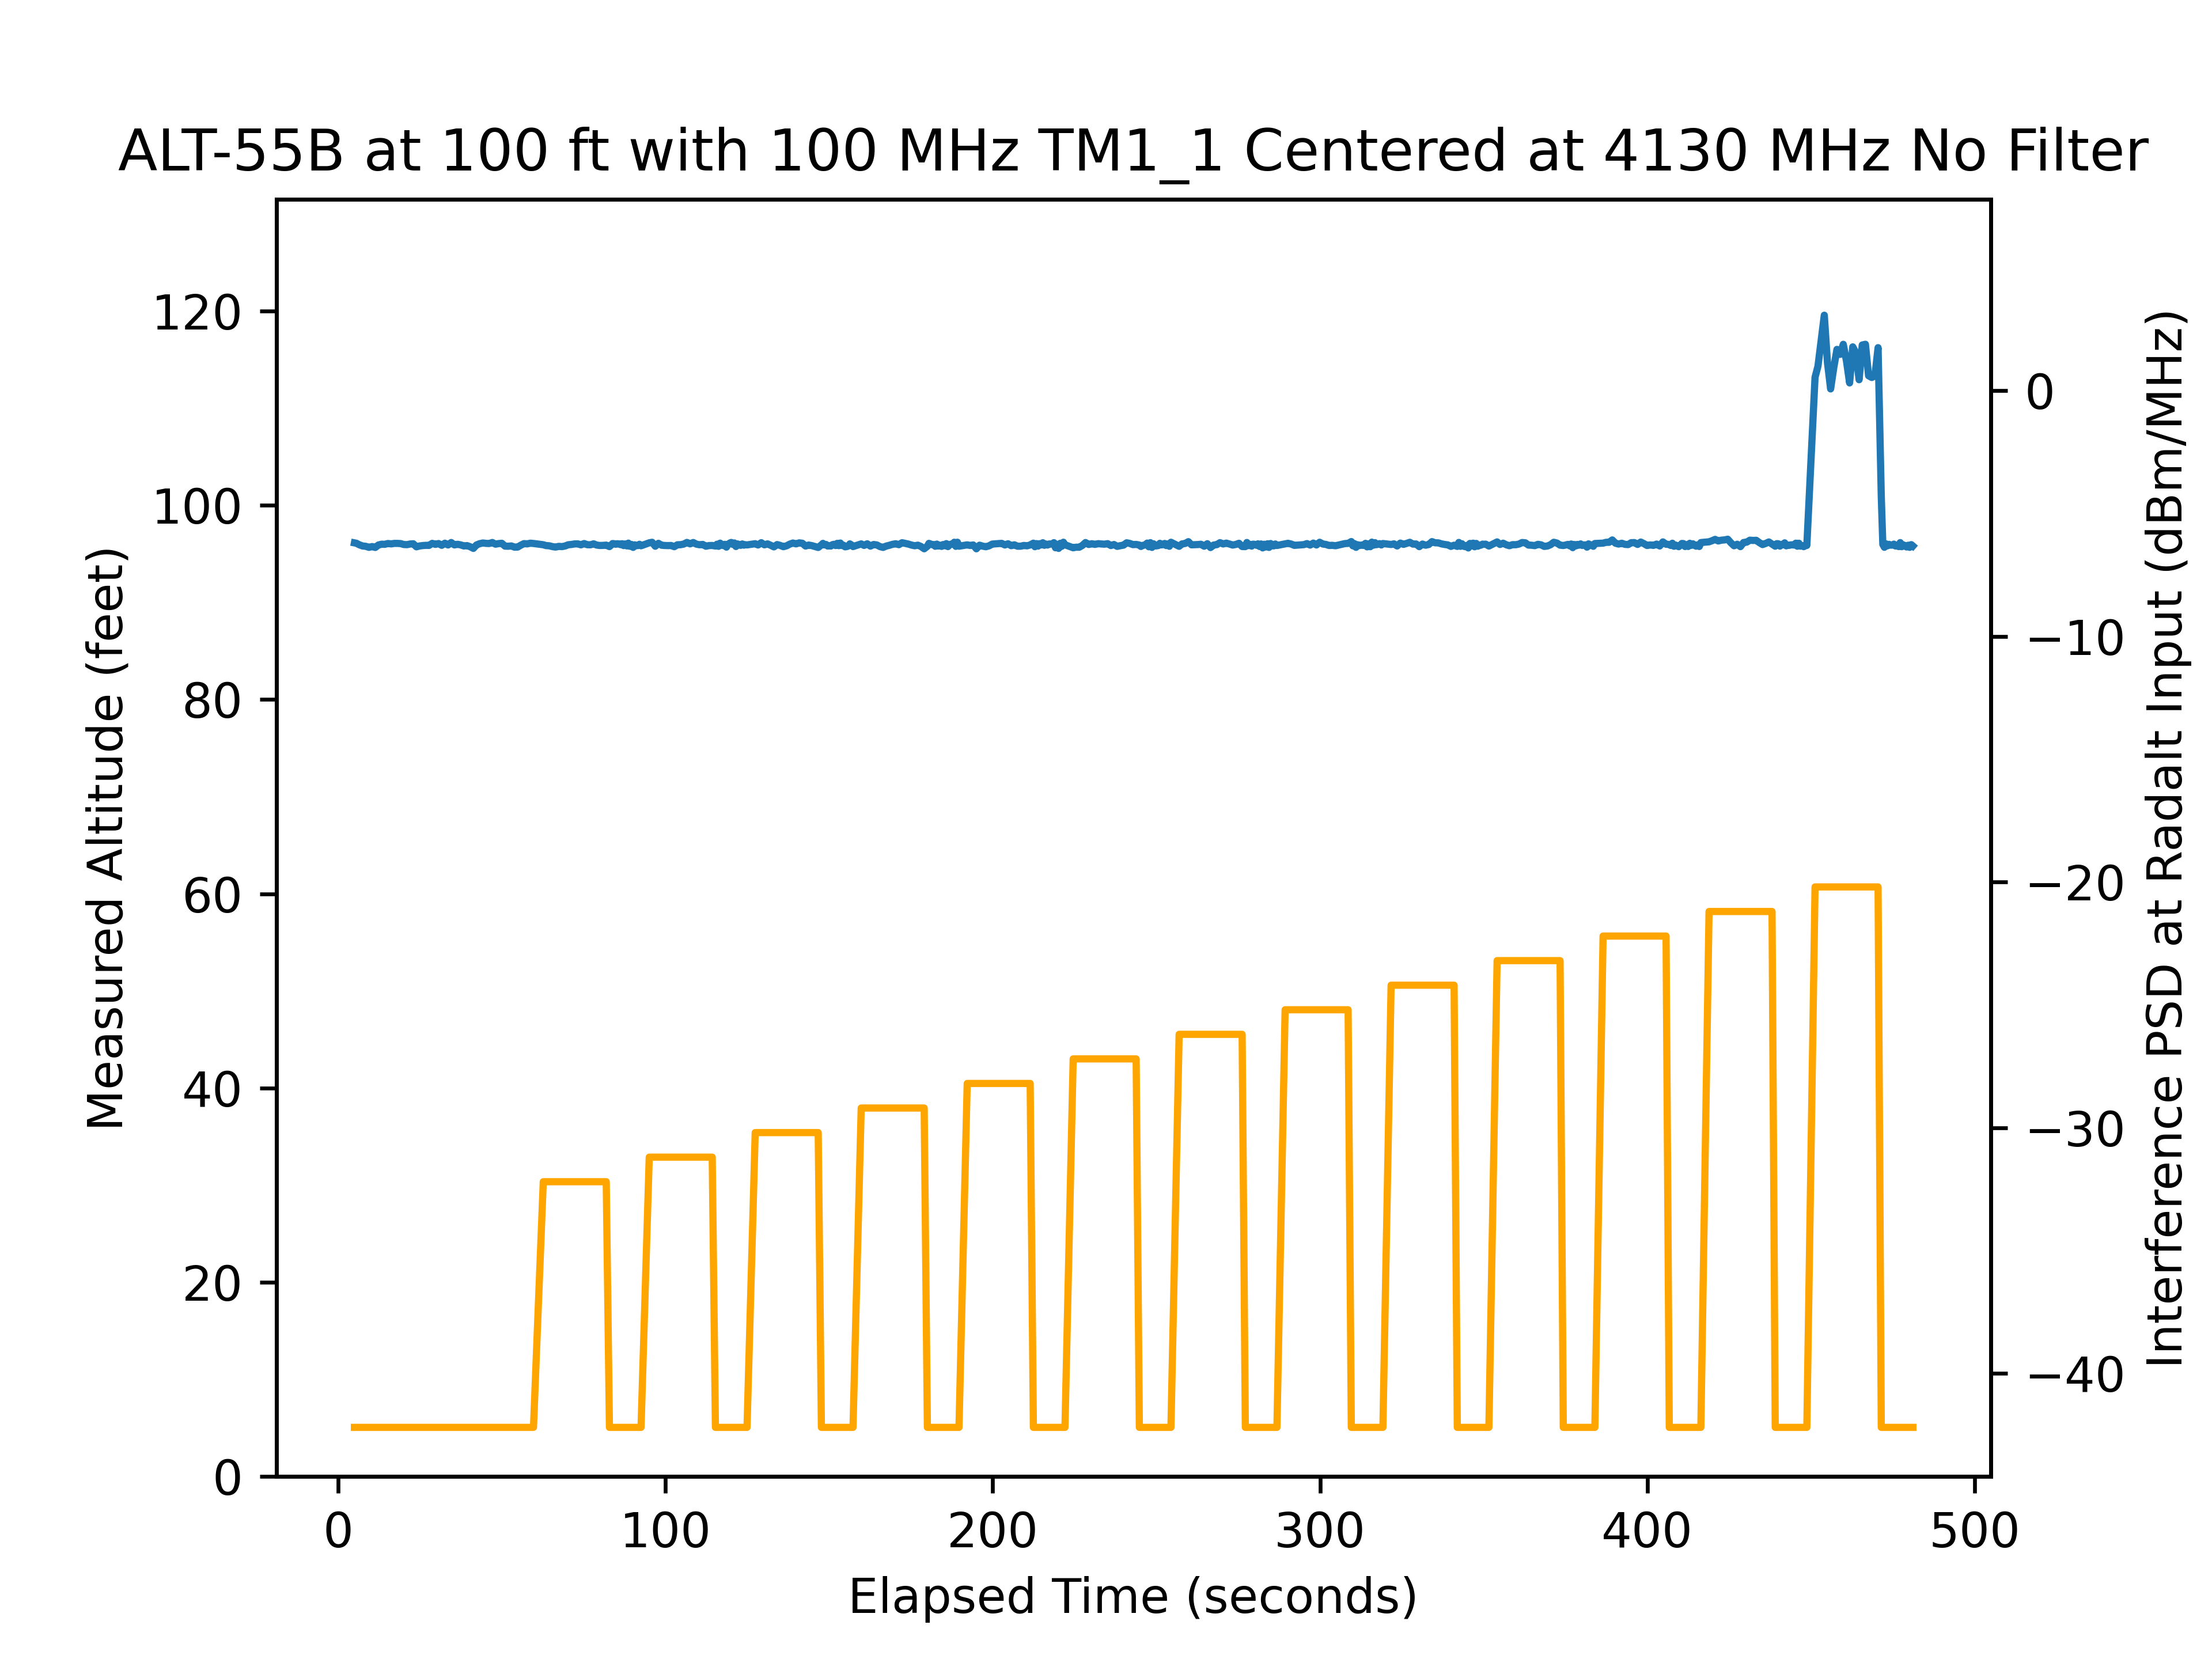 ALT-55B at 100 ft with 100 MHz TM1_1 Centered at 4130 MHz No Filter
Measured Altitude (feet)
120
100
80
60
40
20
0
0
−10
−20
−30
−40
Interference PSD at Radalt Input (dBm/MHz)
0 100 200 300 400 500
Elapsed Time (seconds)